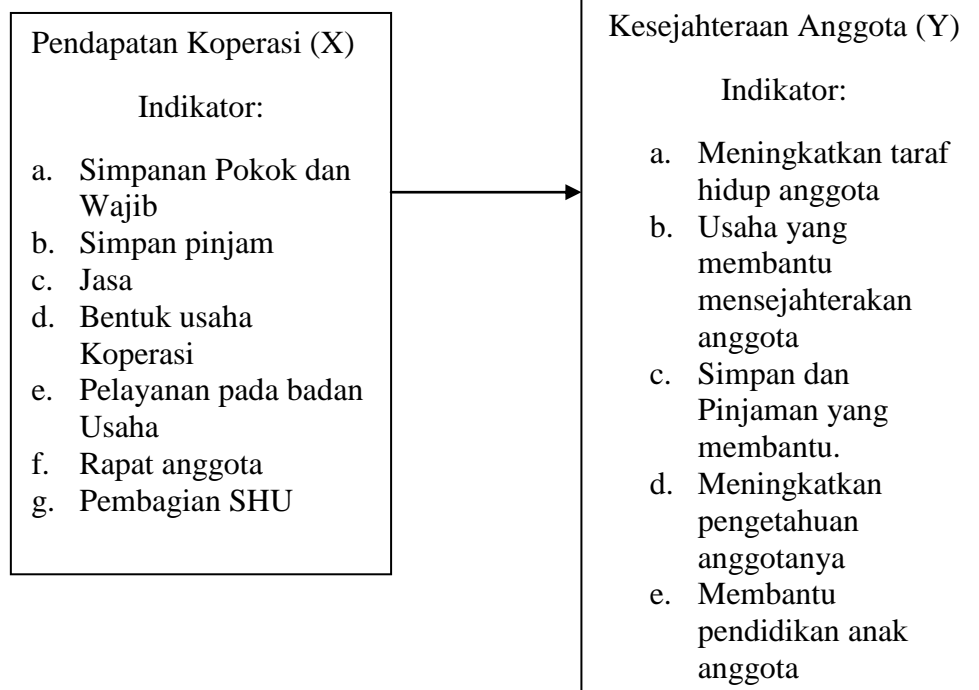 Pendapatan Koperasi (X)
Indikator:
a. Simpanan Pokok dan
Wajib
b. Simpan pinjam
c. Jasa
d. Bentuk usaha
Koperasi
e. Pelayanan pada badan
Usaha
f. Rapat anggota
g. Pembagian SHU
Kesejahteraan Anggota (Y)
Indikator:
a. Meningkatkan taraf
hidup anggota
b. Usaha yang
membantu
mensejahterakan
anggota
c. Simpan dan
Pinjaman yang
membantu.
d. Meningkatkan
pengetahuan
anggotanya
e. Membantu
pendidikan anak
anggota